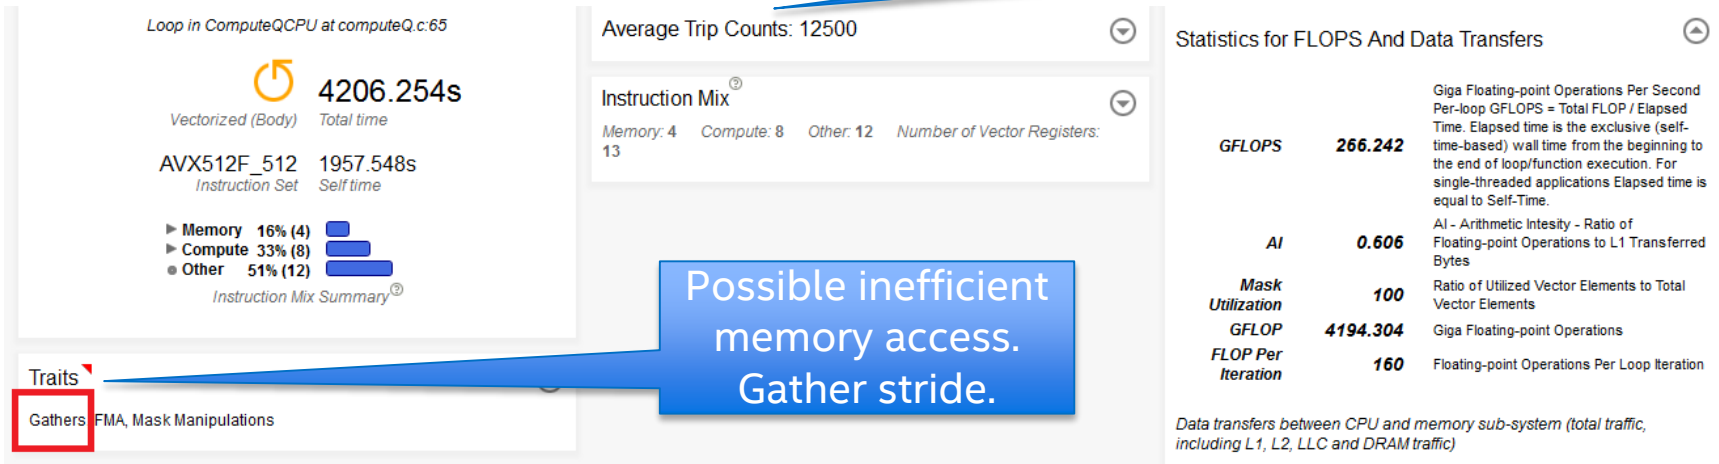 Loop in ComputeQCPU at computeQ.c:65
4206.254s
Vectorized (Body) Total time
AVX512F_512 1957.548s
Instruction Set Self time
Memory 16% (4)
Compute 33% (8)
Other 51% (12)
Instruction Mix Summary
Traits
Gathers, FMA, Mask Manipulations
Average Trip Counts: 12500
Instruction Mix
Memory: 4 Compute: 8 Other: 12 Number of Vector Registers:
13
Possible inefficient
memory access.
Gather stride.
Statistics for FLOPS And Data Transfers
Giga Floating-point Operations Per Second
Per-loop GFLOPS = Total FLOP / Elapsed
Time. Elapsed time is the exclusive (self-
GFLOPS 266.242 time-based) wall time from the beginning to
the end of loop/function execution. For
single-threaded applications Elapsed time is
equal to Self-Time.
AI - Arithmetic Intesity - Ratio of
AI 0.606 Floating-point Operations to L1 Transferred
Bytes
Mask Utilization 100 Ratio of Utilized Vector Elements to Total
Vector Elements
GFLOP 4194.304 Giga Floating-point Operations
FLOP Per
Iteration 160 Floating-point Operations Per Loop Iteration
Data transfers between CPU and memory sub-system (total traffic,
including L1, L2, LLC and DRAM traffic)